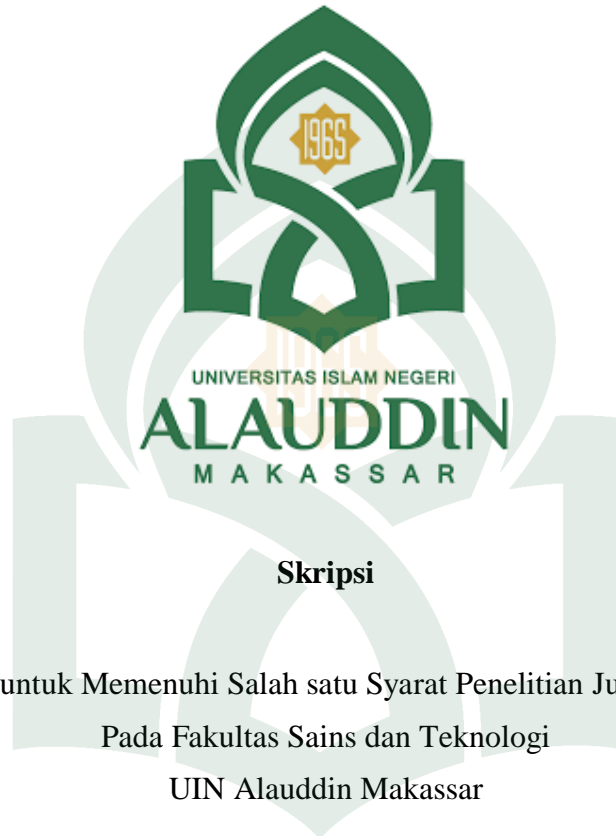 1965
UNIVERSITAS ISLAM NEGERI
ALAUDDIN
MAKASSAR
Skripsi
untuk Memenuhi Salah satu Syarat Penelitian
Pada Fakultas Sains dan Teknologi
UIN Alauddin Makassar